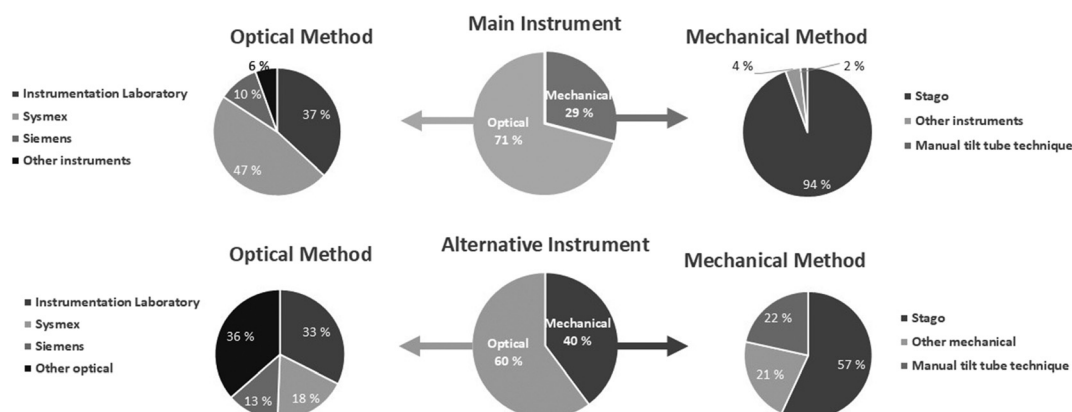 Main Instrument
Optical Method
Mechanical Method
Instrumentation Laboratory
Sysmex
Siemens
Other instruments
6 %
10 %
37 %
47 %
Optical
71 %
Mechanical
29 %
4 %
2 %
94 %
Stago
Other instruments
Manual tilt tube technique
Alternative Instrument
Optical Method
Mechanical Method
Instrumentation Laboratory
Sysmex
Siemens
Other optical
36 %
33 %
13 %
18 %
Optical
60 %
Mechanical
40 %
22 %
21 %
57 %
Stago
Other mechanical
Manual tilt tube technique